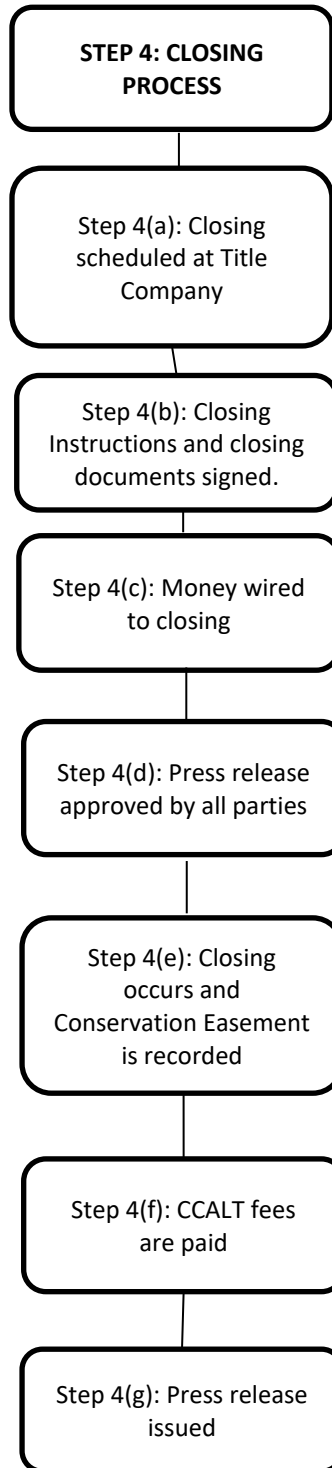 STEP 4: CLOSING
PROCESS
Step 4(a): Closing
scheduled at Title
Company
Step 4(b): Closing
Instructions and closing
documents signed.
Step 4(c): Money wired
to closing
Step 4(d): Press release
approved by all parties
Step 4(e): Closing
occurs and
Conservation Easement
is recorded
Step 4(f): CCALT fees
are paid
Step 4(g): Press release
issued